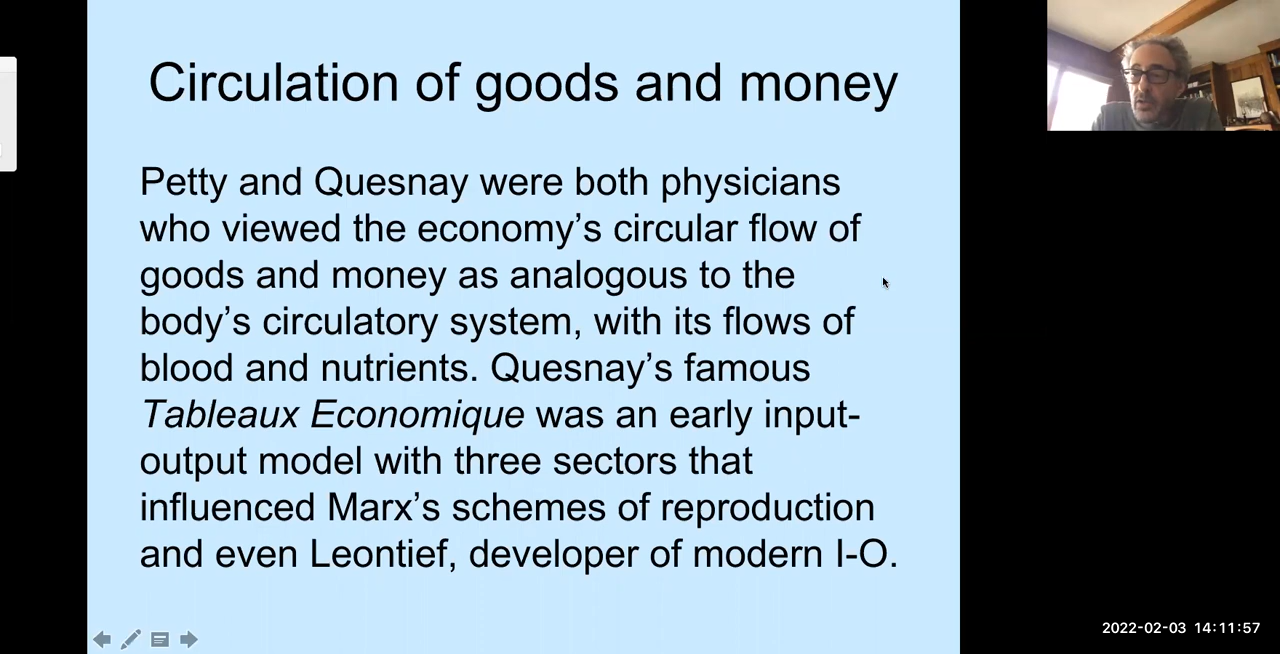 Circulation of goods and money
Petty and Quesnay were both physicians
who viewed the economy’s circular flow of
goods and money as analogous to the
body’s circulatory system, with its flows of
blood and nutrients. Quesnay’s famous
Tableaux Economique was an early input-
output model with three sectors that
influenced Marx’s schemes of reproduction
and even Leontief, developer of modern I-O.
2022-02-03 14:11:57